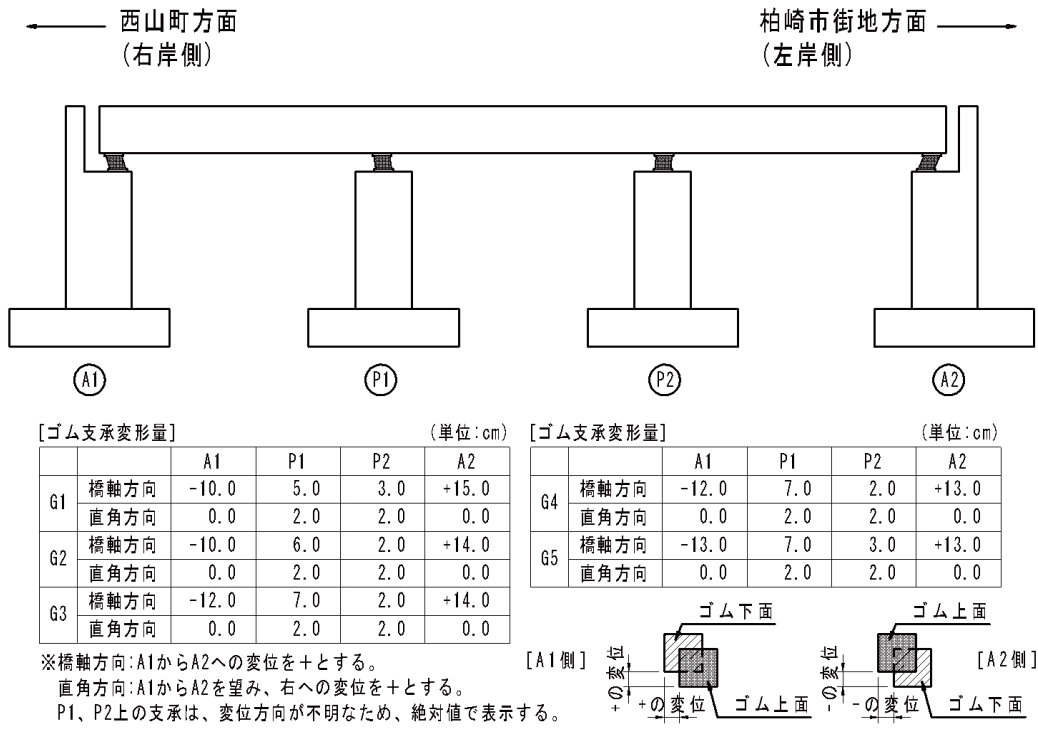 西山町方面
(右岸側)
柏崎市街地方面
(左岸側)
A1
P1
P2
A2
[ゴム支承変形量] (単位:cm)
A1 P1 P2 A2
G1 橋軸方向 -10.0 5.0 3.0 +15.0
直角方向 0.0 2.0 2.0 0.0
G2 橋軸方向 -10.0 6.0 2.0 +14.0
直角方向 0.0 2.0 2.0 0.0
G3 橋軸方向 -12.0 7.0 2.0 +14.0
直角方向 0.0 2.0 2.0 0.0
※橋軸方向:A1からA2への変位を+とする。
直角方向:A1からA2を望み、右への変位を+とする。
P1、P2上の支承は、変位方向が不明なため、絶対値で表示する。
[ゴム支承変形量] (単位:cm)
A1 P1 P2 A2
G4 橋軸方向 -12.0 7.0 2.0 +13.0
直角方向 0.0 2.0 2.0 0.0
G5 橋軸方向 -13.0 7.0 3.0 +13.0
直角方向 0.0 2.0 2.0 0.0
[A1側]
ゴム下面
+の変位
+の変位
ゴム上面
ゴム上面
[A2側]
-の変位
-の変位
ゴム下面